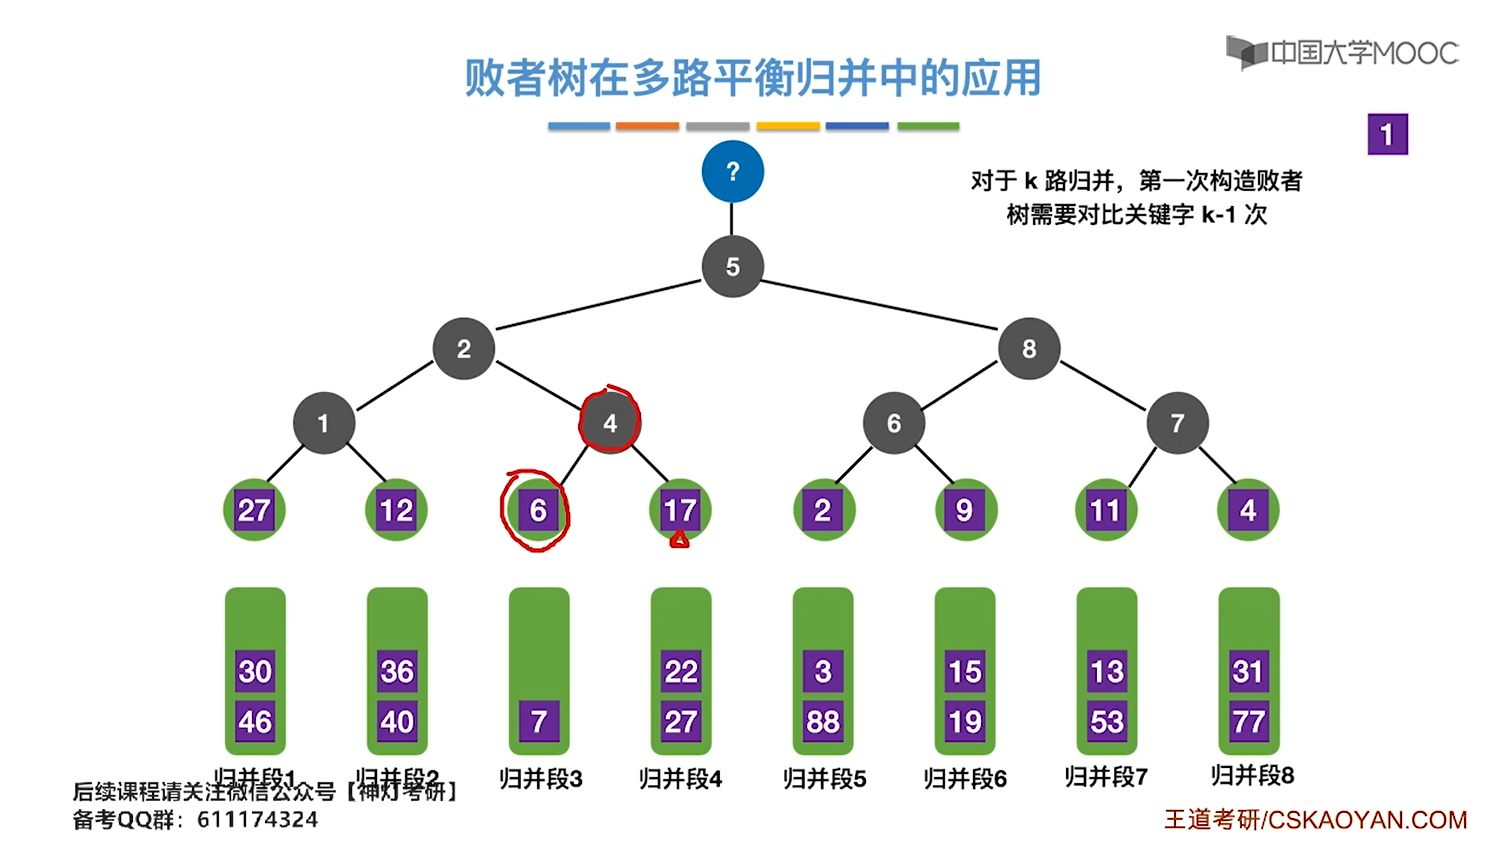 中国大学MOOC
败者树在多路平衡归并中的应用
1
?
对于 k 路归并，第一次构造败者
树需要对比关键字 k-1 次
5
2 8
1 4 6 7
27 12 6 17 2 9 11 4
30 36 22 3 15 13 31
46 40 7 27 88 19 53 77
归并段1 归并段2 归并段3 归并段4 归并段5 归并段6 归并段7 归并段8
后续课程请关注微信公众号【神灯考研】
备考QQ群：611174324
王道考研/CSKAOYAN.COM